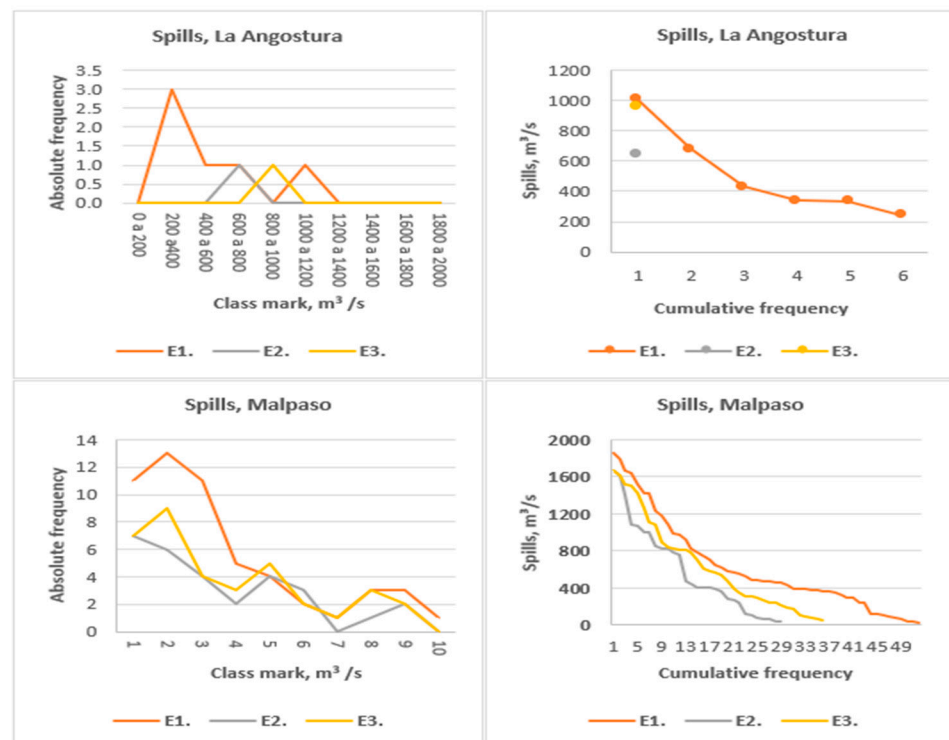 Spills, La Angostura
Absolute frequency
3.5
3.0
2.5
2.0
1.5
1.0
0.5
0.0
0 a 200
200 a400
400 a 600
600 a 800
800 a 1000
1000 a 1200
1200 a 1400
1400 a 1600
1600 a 1800
1800 a 2000
Class mark, m³ /s
E1. E2. E3.
Spills, La Angostura
Spills, m³/s
1200
1000
800
600
400
200
0
1 2 3 4 5 6
Cumulative frequency
E1. E2. E3.
Spills, Malpaso
Absolute frequency
14
12
10
8
6
4
2
0
1 2 3 4 5 6 7 8 9 10
Class mark, m³ /s
E1. E2. E3.
Spills, Malpaso
Spills, m³/s
2000
1600
1200
800
400
0
1 5 9 13 17 21 25 29 33 37 41 45 49
Cumulative frequency
E1. E2. E3.